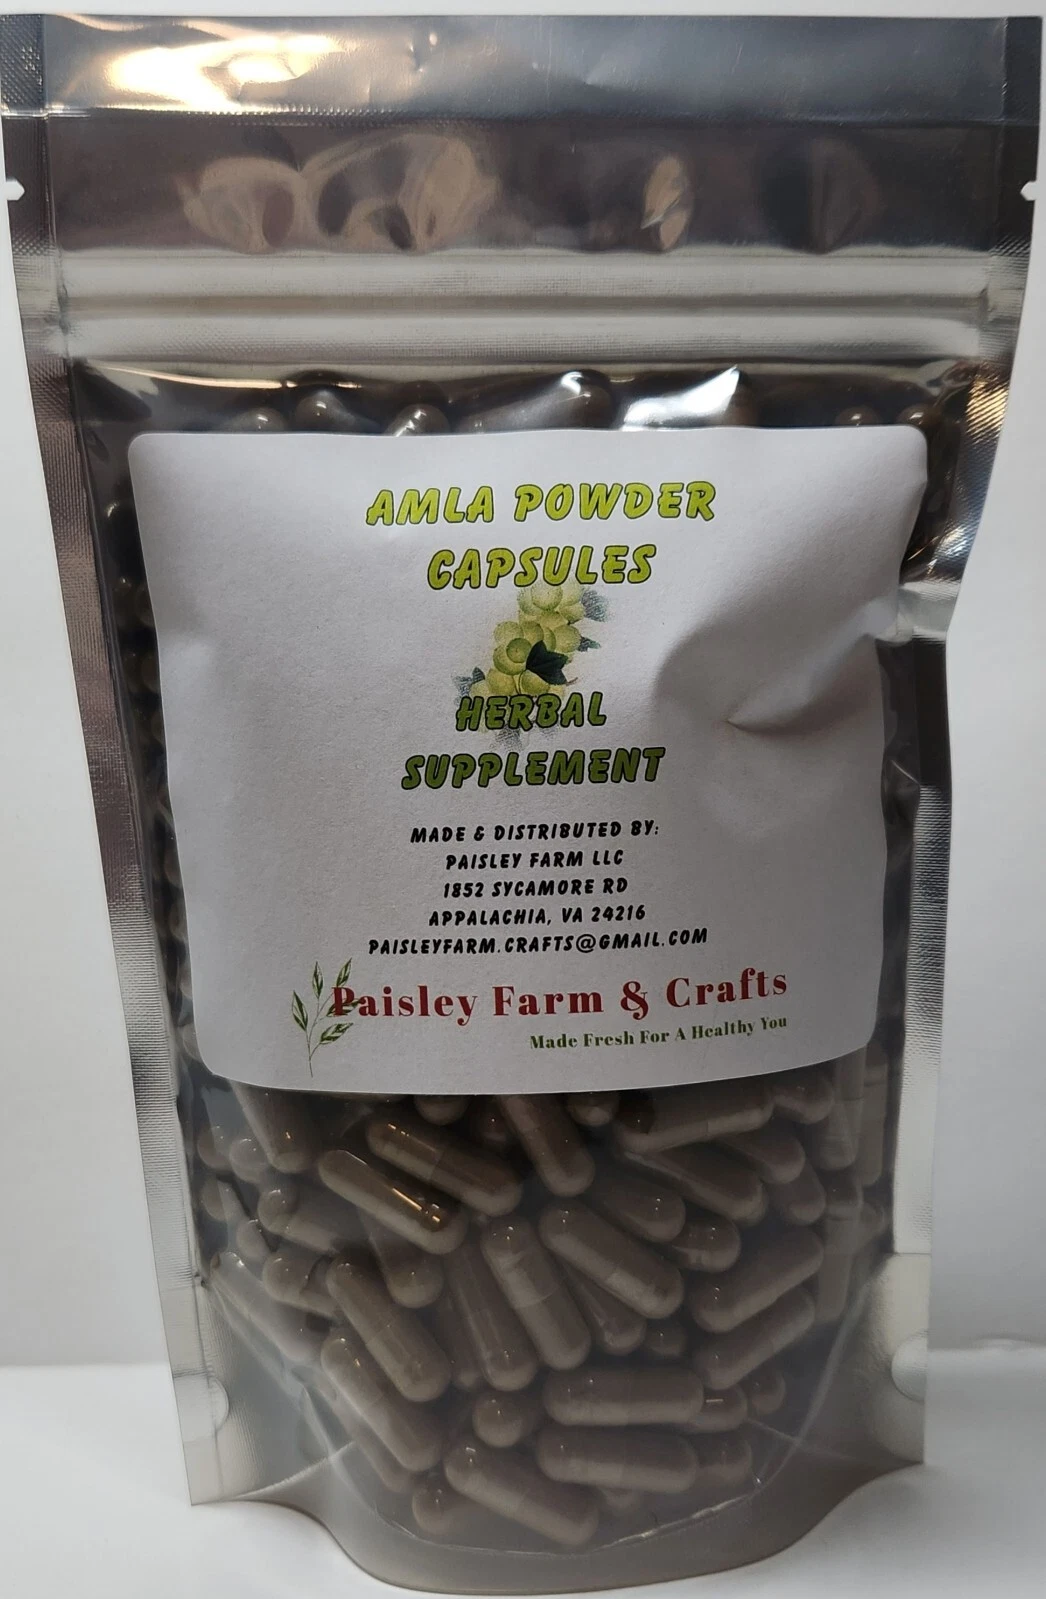 AMLA POWDER
CAPSULES
HERBAL
SUPPLEMENT
MADE & DISTRIBUTED BY:
PAISLEY FARM LLC
1852 SYCAMORE RD
APPALACHIA, VA 24216
PAISLEYFARM.CRAFTS@GMAIL.COM
Paisley Farm & Crafts
Made Fresh For A Healthy You